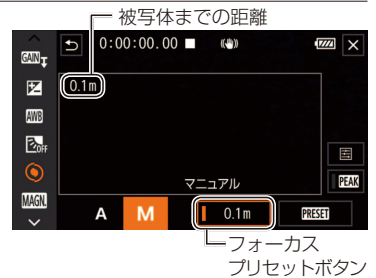 被写体までの距離
GAIN
0:00:00.00
0.1m
AWB
OFF
マニュアル
PEAK
MAGN.
A
M
0.1m
PRESET
フォーカス
プリセットボタン